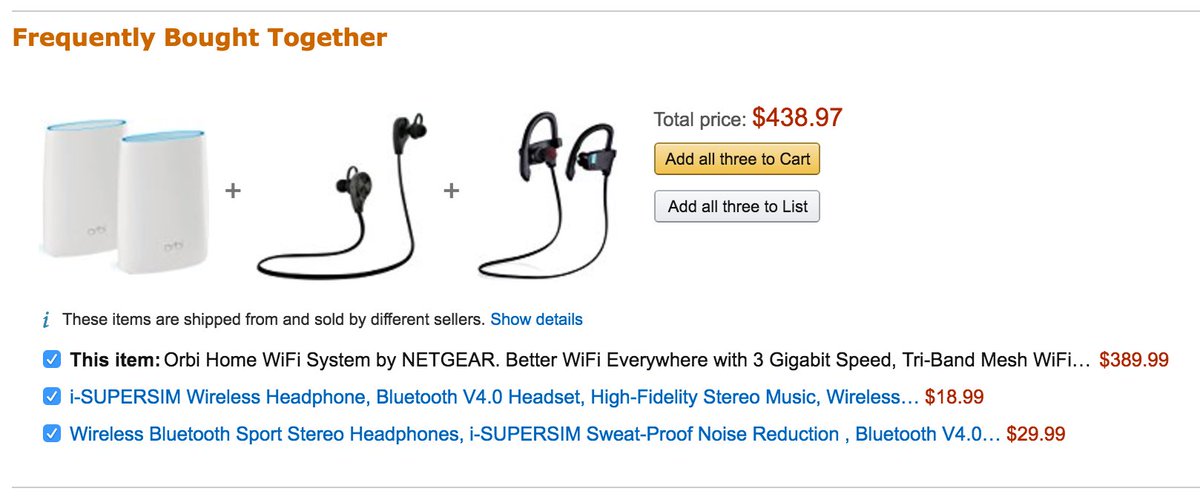 Frequently Bought Together
orbi
orbi
+
+
Total price: $438.97
Add all three to Cart
Add all three to List
i These items are shipped from and sold by different sellers. Show details
This item: Orbi Home WiFi System by NETGEAR. Better WiFi Everywhere with 3 Gigabit Speed, Tri-Band Mesh WiFi… $389.99
i-SUPERSIM Wireless Headphone, Bluetooth V4.0 Headset, High-Fidelity Stereo Music, Wireless… $18.99
Wireless Bluetooth Sport Stereo Headphones, i-SUPERSIM Sweat-Proof Noise Reduction , Bluetooth V4.0… $29.99